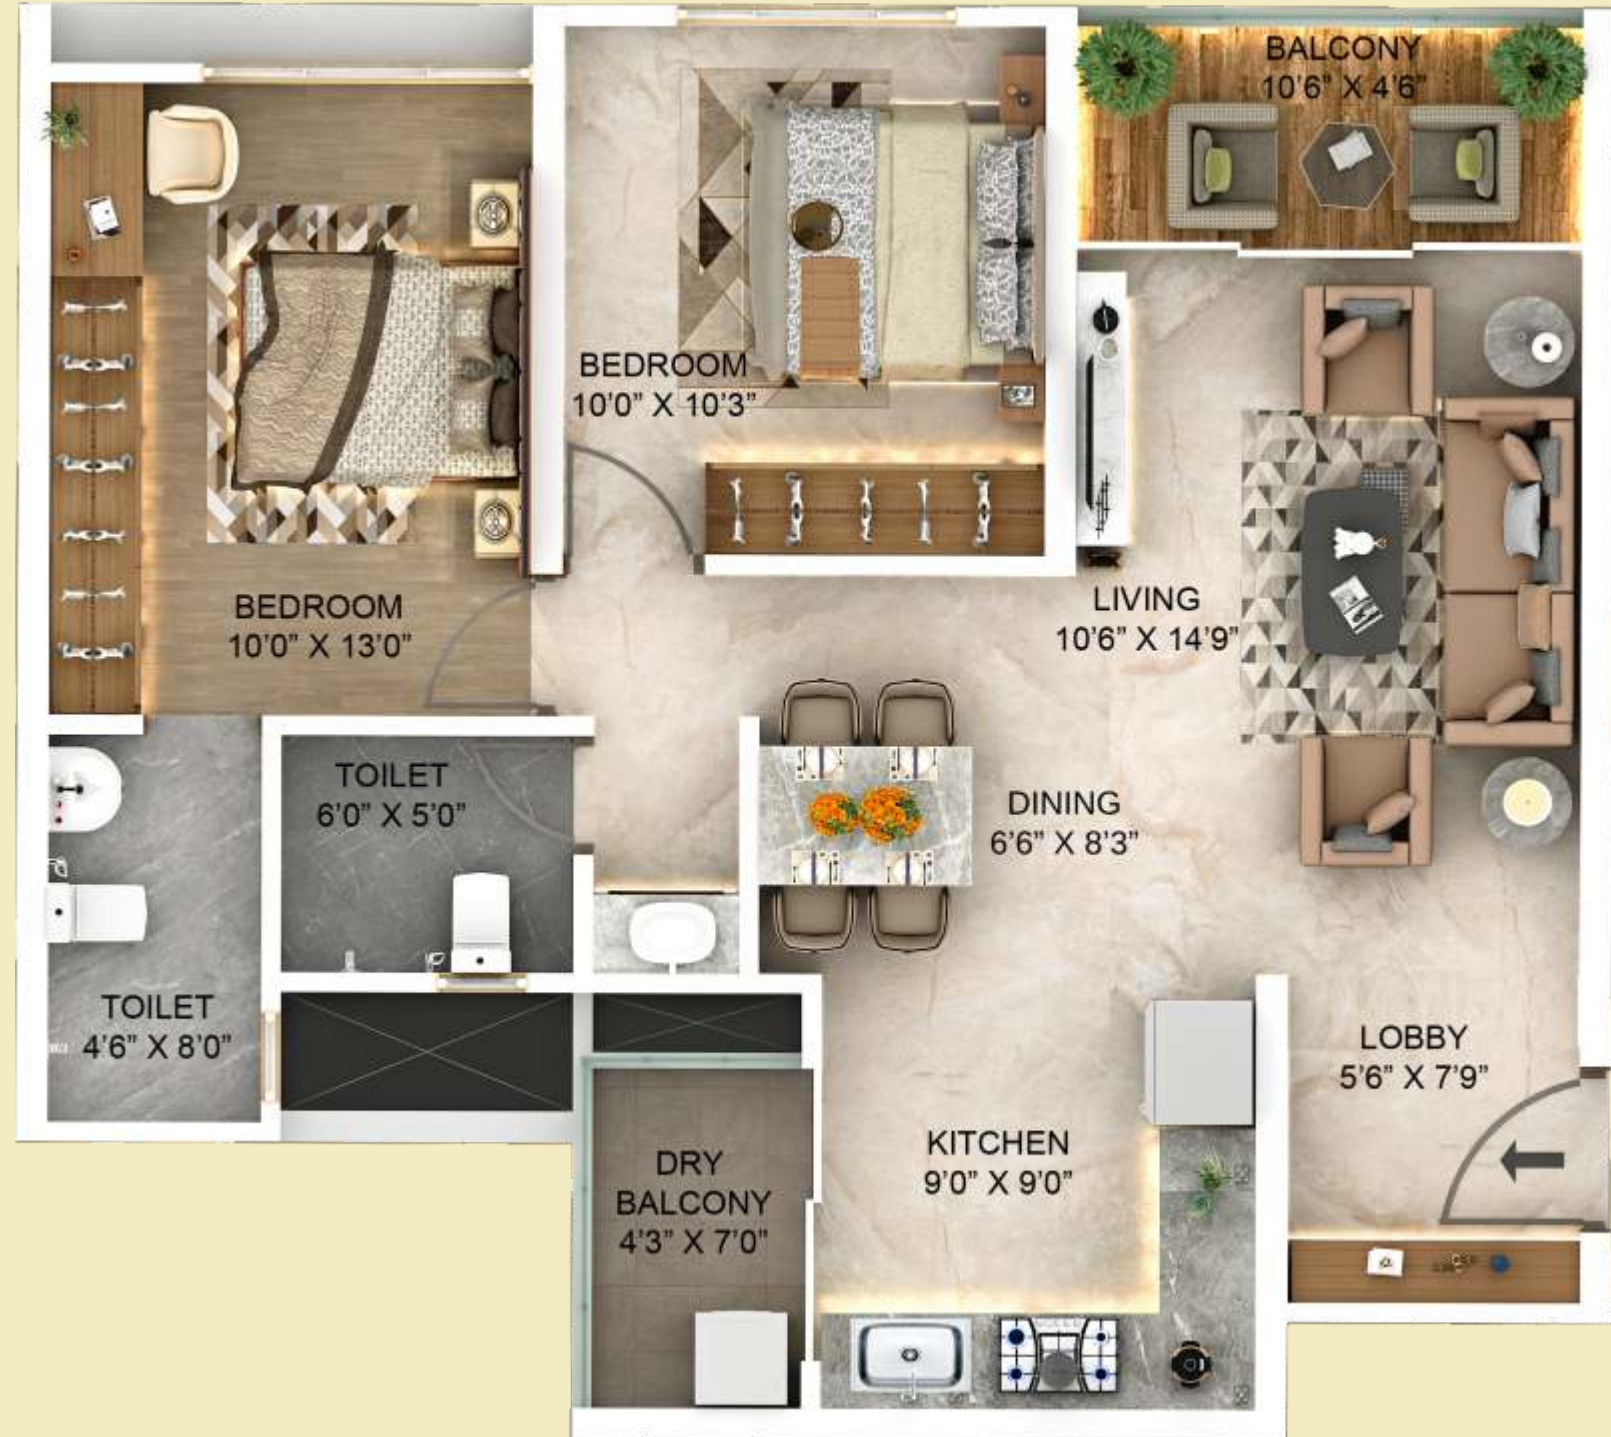 BALCONY
10'6” X 4'6”
BEDROOM
10'0” X 10'3”
BEDROOM
10'0” X 13'0”
LIVING
10'6” X 14'9”
TOILET
6'0” X 5'0”
DINING
6'6” X 8'3”
TOILET
4'6” X 8'0”
LOBBY
5'6” X 7'9”
KITCHEN
9'0” X 9'0”
DRY
BALCONY
4'3” X 7'0”